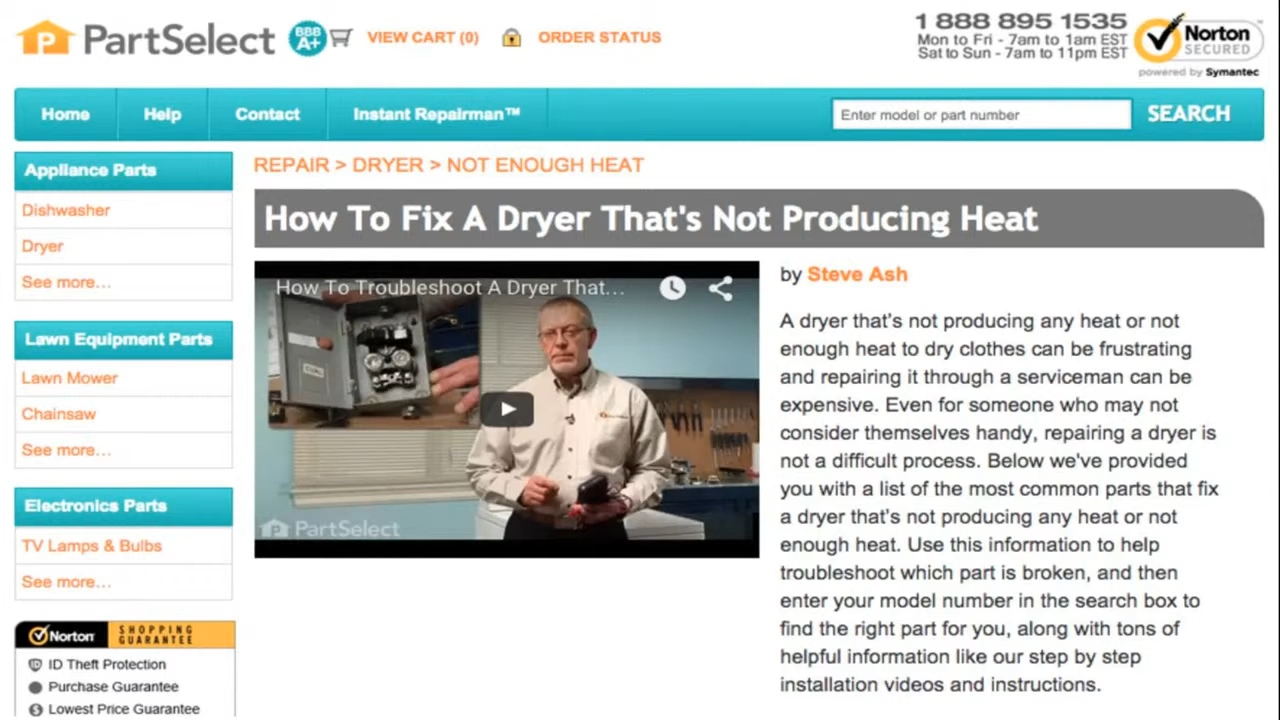 PartSelect
BBB
A+
VIEW CART (0)
ORDER STATUS
1 888 895 1535
Mon to Fri - 7am to 1am EST
Sat to Sun - 7am to 11pm EST
Norton
SECURED
powered by Symantec
Home
Help
Contact
Instant Repairman™
Enter model or part number
SEARCH
Appliance Parts
Dishwasher
Dryer
See more...
Lawn Equipment Parts
Lawn Mower
Chainsaw
See more...
Electronics Parts
TV Lamps & Bulbs
See more...
Norton
SHOPPING
GUARANTEE
ID Theft Protection
Purchase Guarantee
Lowest Price Guarantee
REPAIR > DRYER > NOT ENOUGH HEAT
How To Fix A Dryer That's Not Producing Heat
How To Troubleshoot A Dryer That...
PartSelect
by Steve Ash
A dryer that's not producing any heat or not
enough heat to dry clothes can be frustrating
and repairing it through a serviceman can be
expensive. Even for someone who may not
consider themselves handy, repairing a dryer is
not a difficult process. Below we've provided
you with a list of the most common parts that fix
a dryer that's not producing any heat or not
enough heat. Use this information to help
troubleshoot which part is broken, and then
enter your model number in the search box to
find the right part for you, along with tons of
helpful information like our step by step
installation videos and instructions.